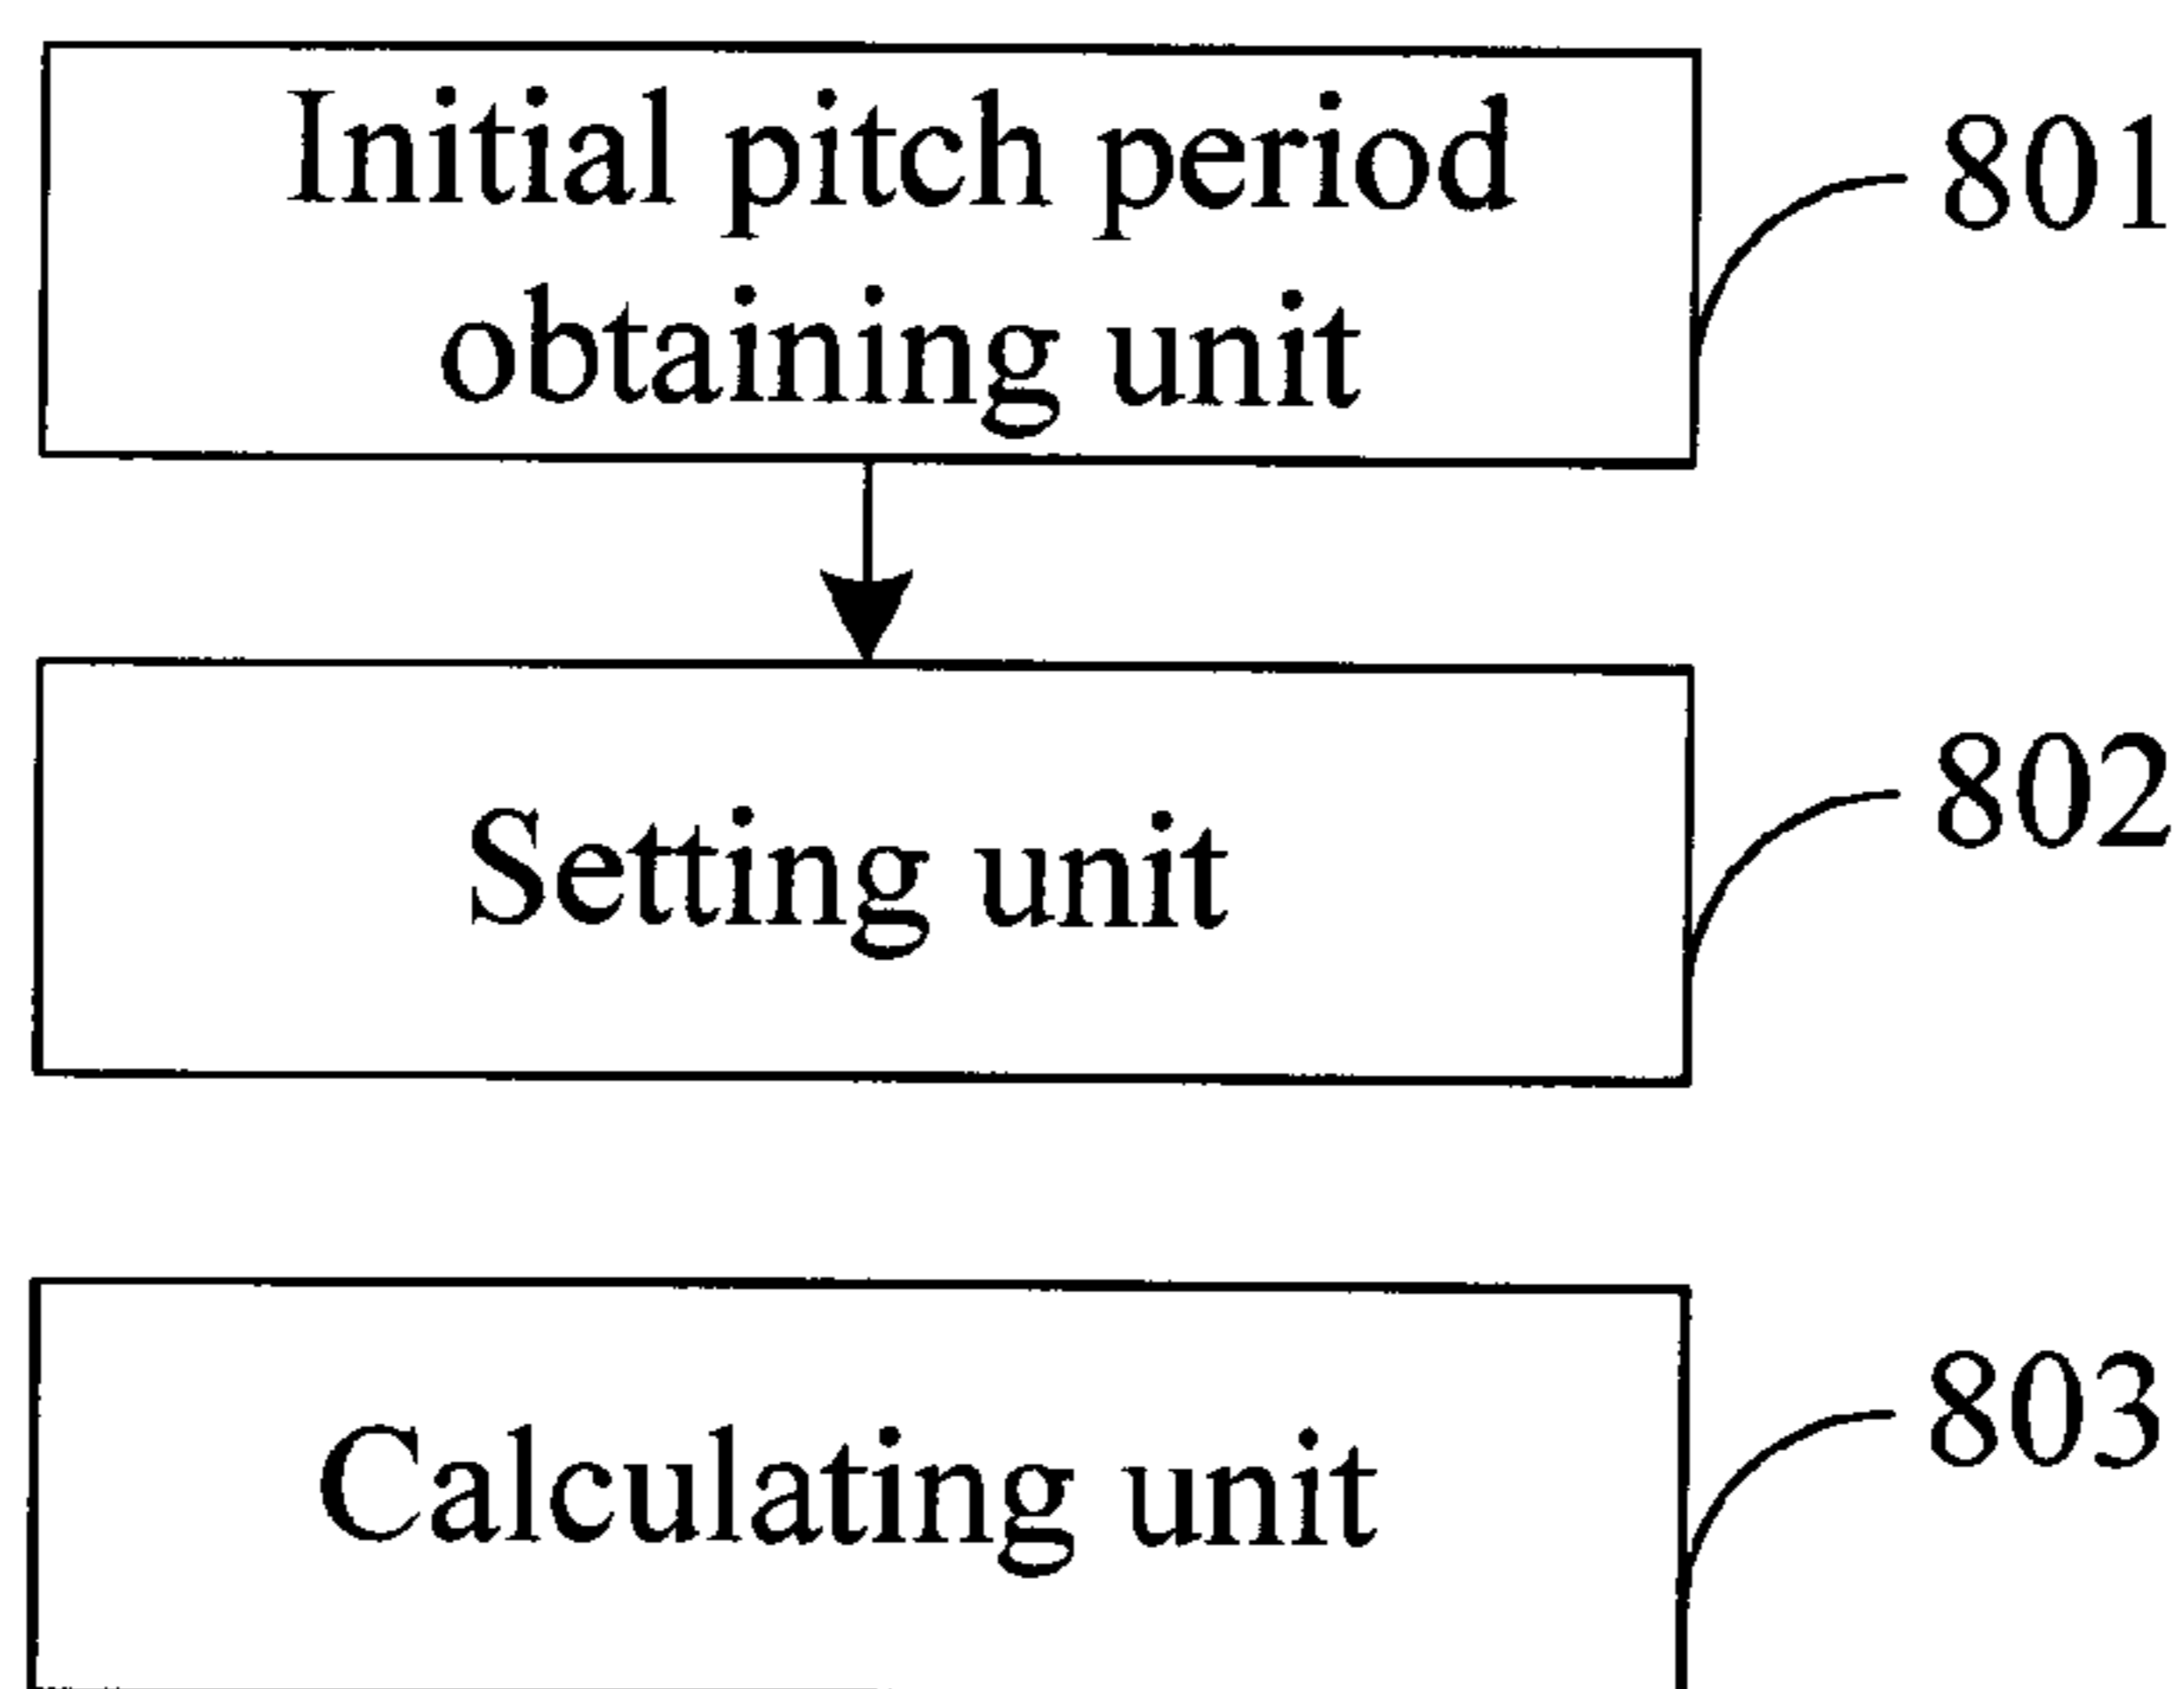 Initial pitch period
obtaining unit
801
Setting unit
802
Calculating unit
803